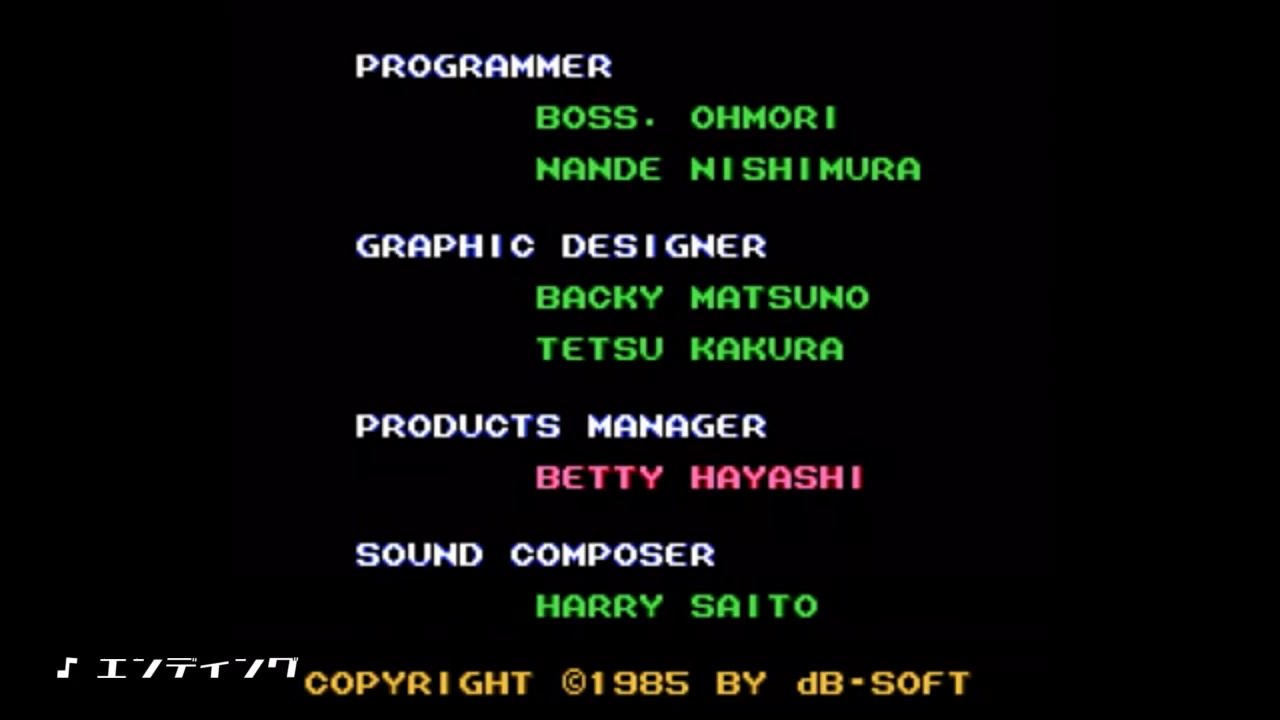 PROGRAMMER
BOSS. OHMORI
NANDE NISHIMURA
GRAPHIC DESIGNER
BACKY MATSUNO
TETSU KAKURA
PRODUCTS MANAGER
BETTY HAYASHI
SOUND COMPOSER
HARRY SAITO
♪ エンディング
COPYRIGHT ©1985 BY dB-SOFT